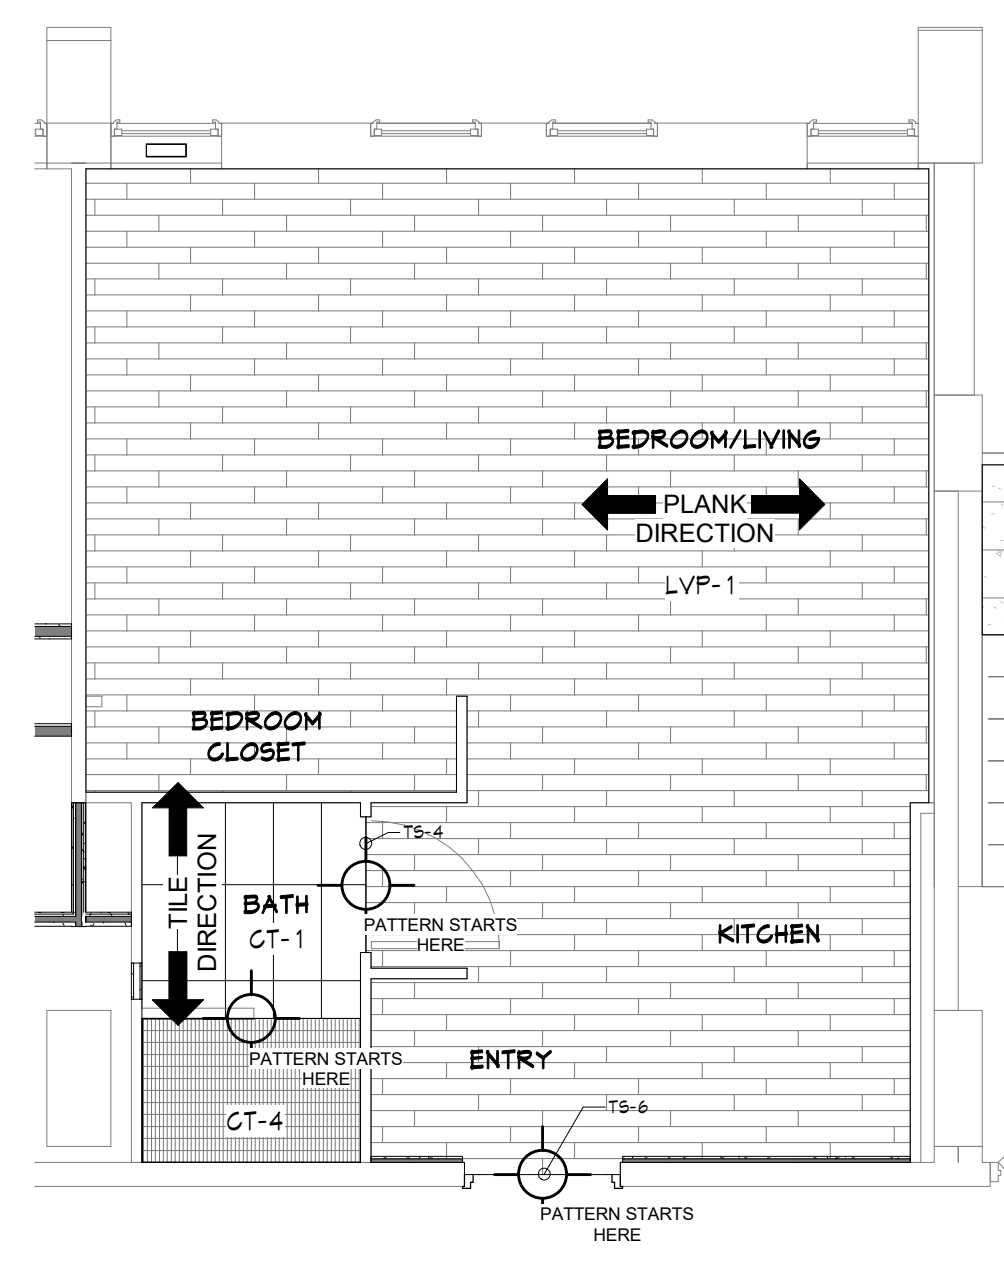 BEDROOM/LIVING
PLANK
DIRECTION
LVP-1
BEDROOM
CLOSET
TS-4
TILE
DIRECTION
BATH
CT-1
PATTERN STARTS
HERE
KITCHEN
PATTERN STARTS
HERE
ENTRY
CT-4
TS-6
PATTERN STARTS
HERE